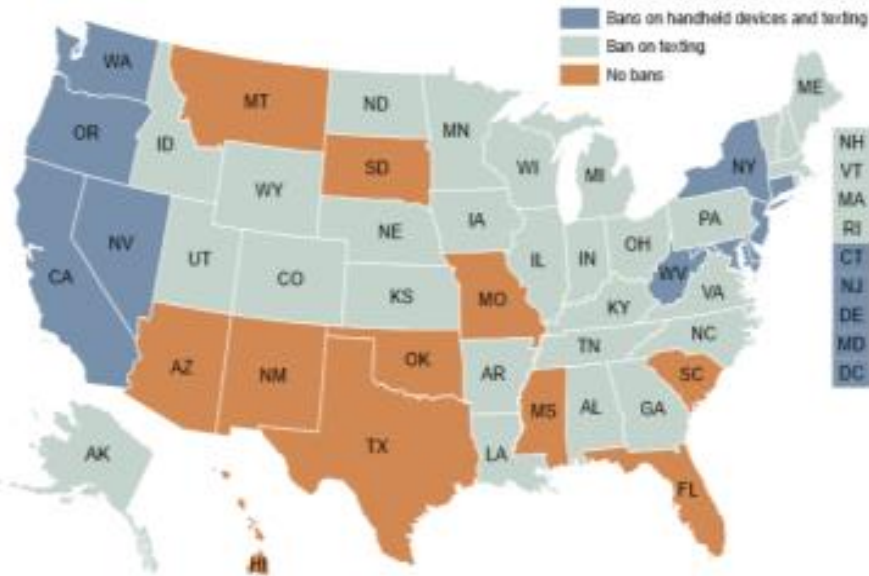 Bans on handheld devices and texting
Ban on texting
No bans
WA
MT
ND
MN
ME
OR
ID
SD
WI
MI
NY
NH
VT
MA
RI
CT
NJ
DE
MD
DC
WY
IA
PA
NE
OH
NV
UT
IL
IN
CA
CO
WV
VA
KS
MO
KY
NC
TN
AZ
NM
OK
AR
SC
MS
AL
GA
TX
LA
AK
FL
HI